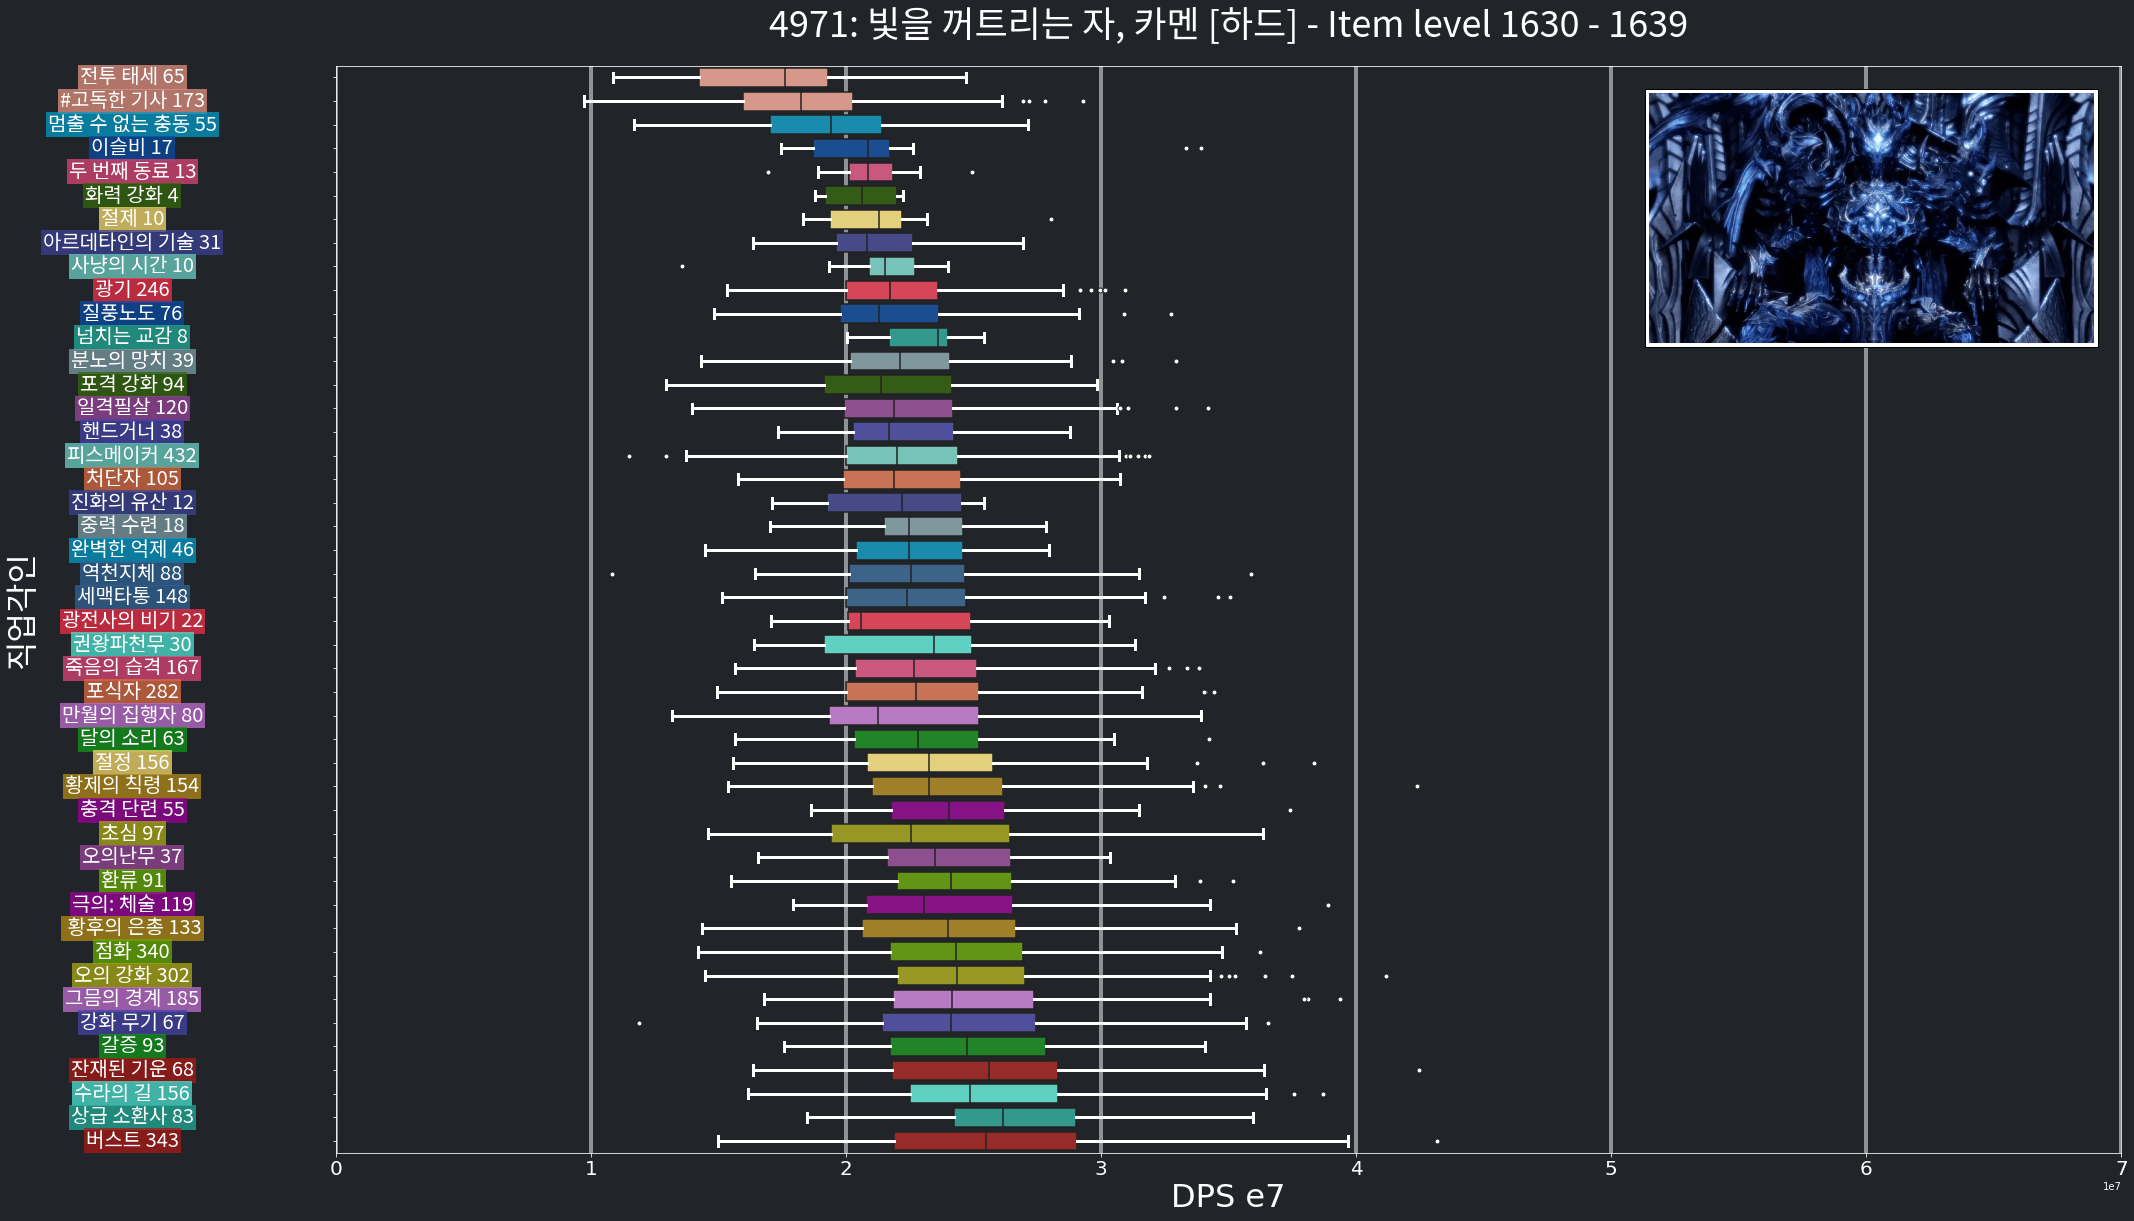 4971: 빛을 꺼트리는 자, 카멘 [하드] - Item level 1630 - 1639
직업각인
전투 태세 65
#고독한 기사 173
멈출 수 없는 충동 55
이슬비 17
두 번째 동료 13
화력 강화 4
절제 10
아르데타인의 기술 31
사냥의 시간 10
광기 246
질풍노도 76
넘치는 교감 8
분노의 망치 39
포격 강화 94
일격필살 120
핸드거너 38
피스메이커 432
처단자 105
진화의 유산 12
중력 수련 18
완벽한 억제 46
역천지체 88
세맥타통 148
광전사의 비기 22
권왕파천무 30
죽음의 습격 167
포식자 282
만월의 집행자 80
달의 소리 63
절정 156
황제의 칙령 154
충격 단련 55
초심 97
오의난무 37
환류 91
극의: 체술 119
황후의 은총 133
점화 340
오의 강화 302
그믐의 경계 185
강화 무기 67
갈증 93
잔재된 기운 68
수라의 길 156
상급 소환사 83
버스트 343
0 1 2 3 4 5 6 7
1e7
DPS e7